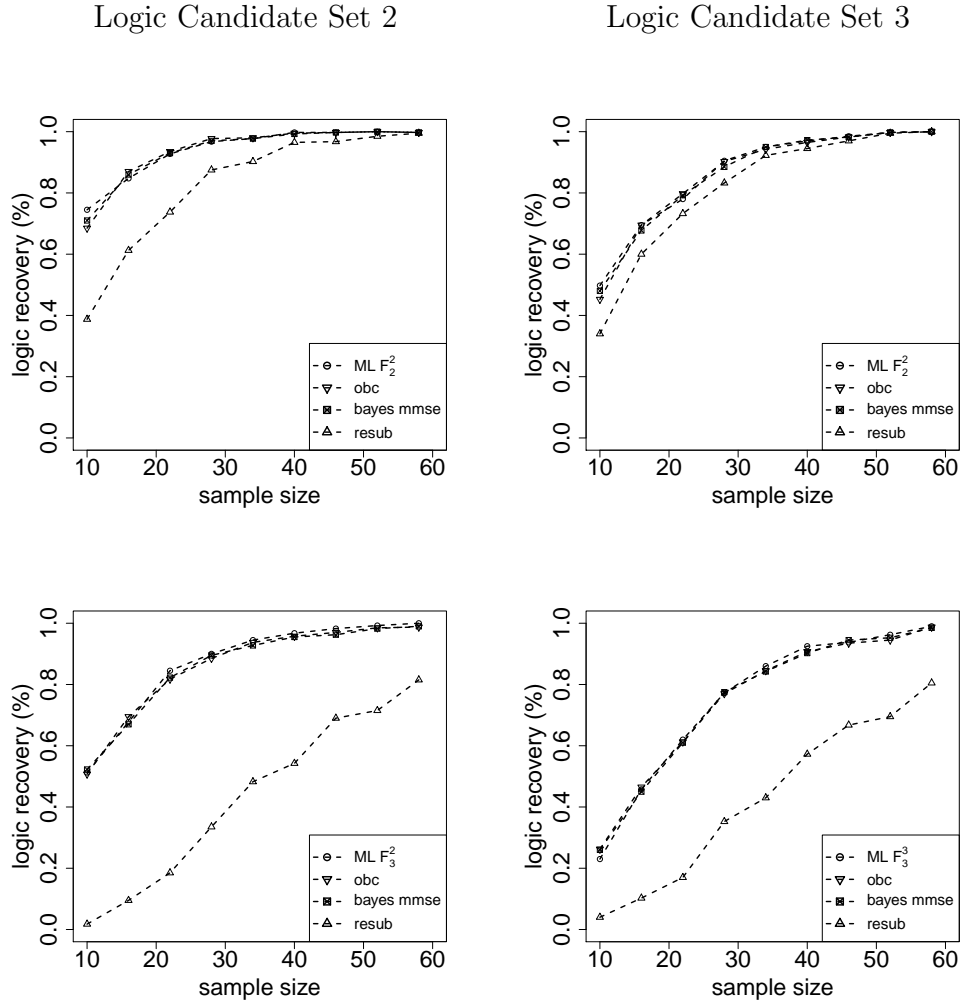 Logic Candidate Set 2
Logic Candidate Set 3
logic recovery (%)
0.0 0.2 0.4 0.6 0.8 1.0
ML F₂²
obc
bayes mmse
resub
10 20 30 40 50 60
sample size
logic recovery (%)
0.0 0.2 0.4 0.6 0.8 1.0
ML F₂²
obc
bayes mmse
resub
10 20 30 40 50 60
sample size
logic recovery (%)
0.0 0.2 0.4 0.6 0.8 1.0
ML F₃²
obc
bayes mmse
resub
10 20 30 40 50 60
sample size
logic recovery (%)
0.0 0.2 0.4 0.6 0.8 1.0
ML F₃³
obc
bayes mmse
resub
10 20 30 40 50 60
sample size